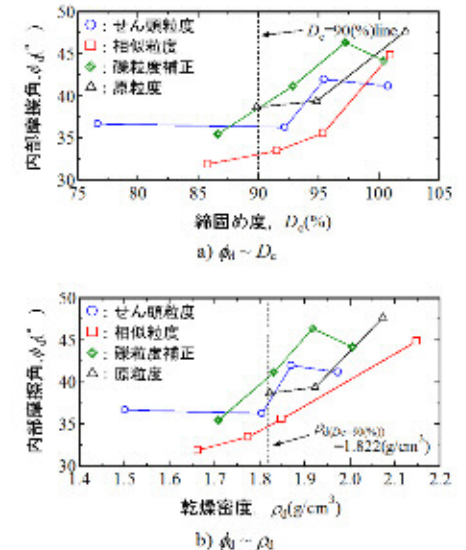 50
45
40
35
30
内部摩擦角,φd(°)
せん頭粒度
相似粒度
礫粒度補正
原粒度
Dc=90(%)line
75 80 85 90 95 100 105
締固め度, Dc(%)
a) φd ~ Dc
50
45
40
35
30
内部摩擦角,φd(°)
せん頭粒度
相似粒度
礫粒度補正
原粒度
ρd(Dc=90(%))
=1.822(g/cm³)
1.4 1.5 1.6 1.7 1.8 1.9 2.0 2.1 2.2
乾燥密度, ρd(g/cm³)
b) φd ~ ρd